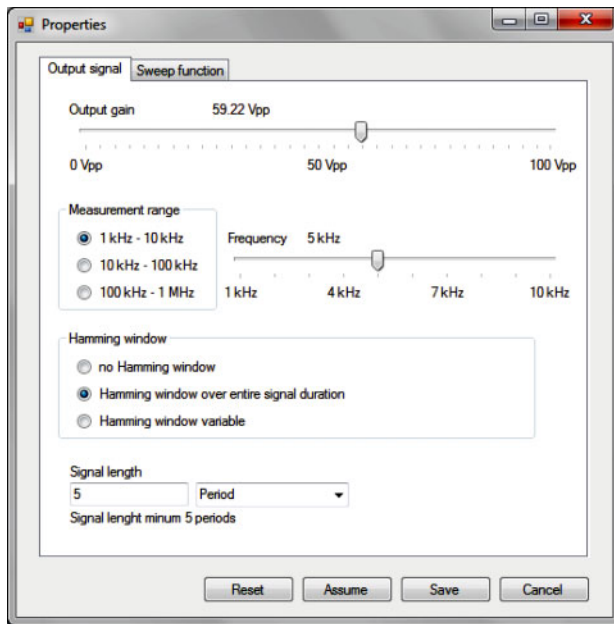 Properties
Output signal Sweep function
Output gain 59.22 Vpp
0 Vpp 50 Vpp 100 Vpp
Measurement range
1 kHz - 10 kHz Frequency 5 kHz
10 kHz - 100 kHz
100 kHz - 1 MHz 1 kHz 4 kHz 7 kHz 10 kHz
Hamming window
no Hamming window
Hamming window over entire signal duration
Hamming window variable
Signal length
5 Period
Signal lenght minum 5 periods
Reset Assume Save Cancel